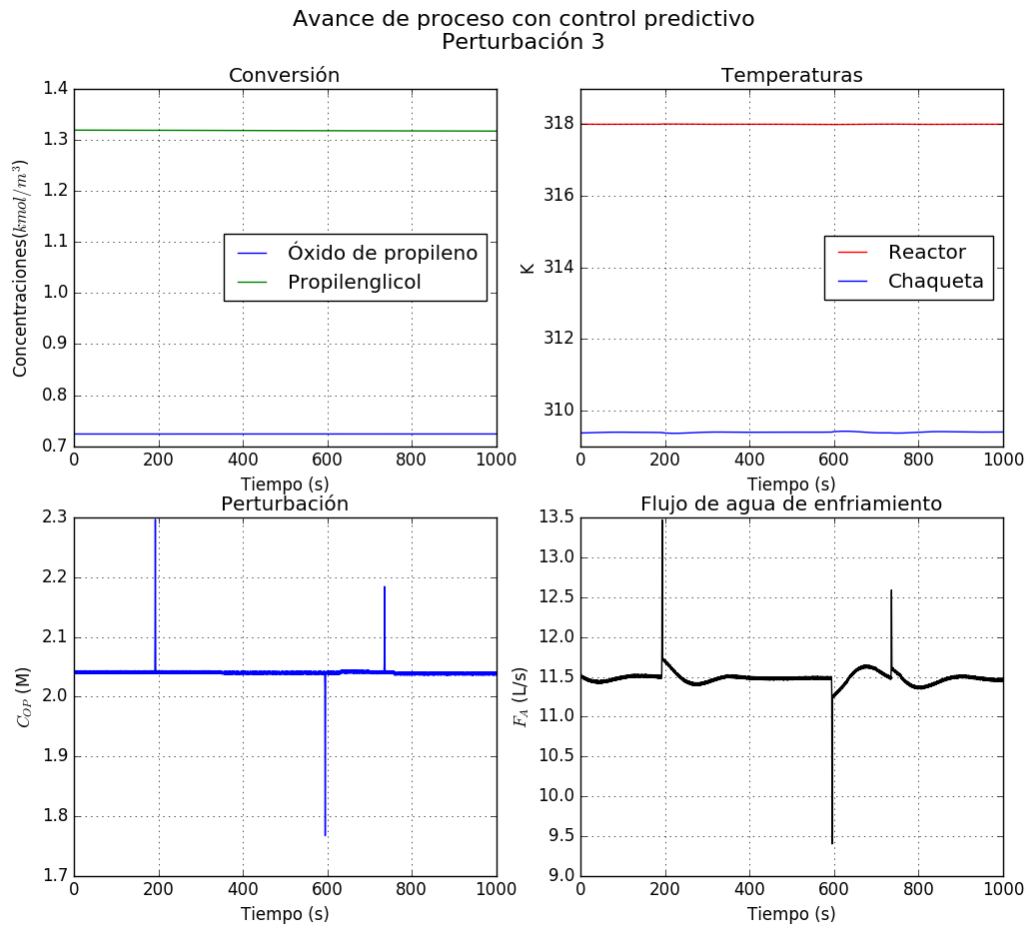 Avance de proceso con control predictivo
Perturbación 3
Conversión
1.4
1.3
1.2
1.1
1.0
0.9
0.8
0.7
Concentraciones(kmol/m³)
Óxido de propileno
Propilenglicol
0 200 400 600 800 1000
Tiempo (s)
Temperaturas
318
316
314
312
310
K
Reactor
Chaqueta
0 200 400 600 800 1000
Tiempo (s)
Perturbación
2.3
2.2
2.1
2.0
1.9
1.8
1.7
C_{OP} (M)
0 200 400 600 800 1000
Tiempo (s)
Flujo de agua de enfriamiento
13.5
13.0
12.5
12.0
11.5
11.0
10.5
10.0
9.5
9.0
F_A (L/s)
0 200 400 600 800 1000
Tiempo (s)